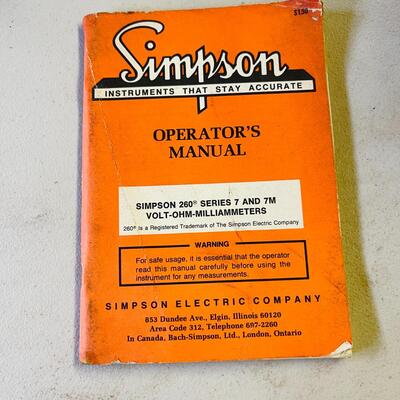 $1.50
Simpson
INSTRUMENTS THAT STAY ACCURATE
OPERATOR'S
MANUAL
SIMPSON 260® SERIES 7 AND 7M
VOLT-OHM-MILLIAMMETERS
260® is a Registered Trademark of The Simpson Electric Company
WARNING
For safe usage, it is essential that the operator
read this manual carefully before using the
instrument for any measurements.
SIMPSON ELECTRIC COMPANY
853 Dundee Ave., Elgin, Illinois 60120
Area Code 312, Telephone 697-2260
In Canada, Bach-Simpson, Ltd., London, Ontario